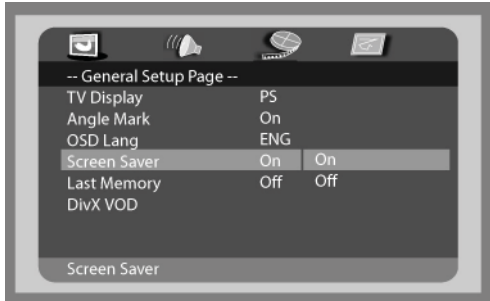 -- General Setup Page --
TV Display PS
Angle Mark On
OSD Lang ENG
Screen Saver On On
Last Memory Off Off
DivX VOD
Screen Saver